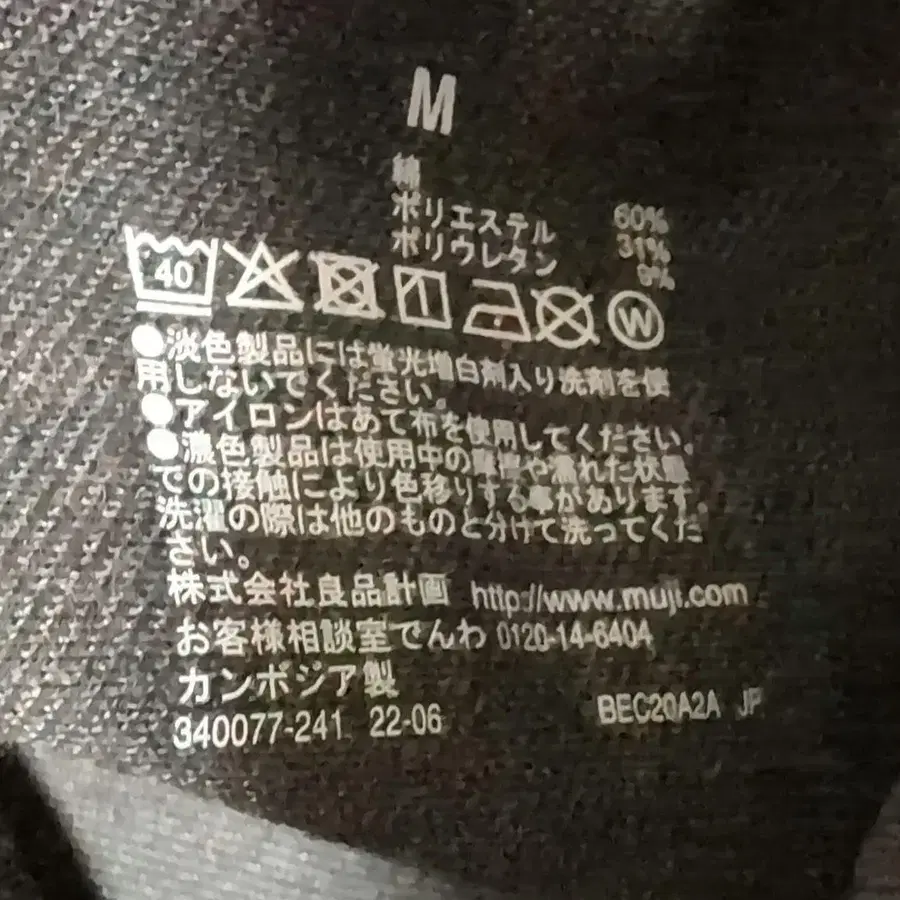 M
綿 60%
ポリエステル 31%
ポリウレタン 9%
40 W
●淡色製品には蛍光増白剤入り洗剤を使
用しないでください。
●アイロンはあて布を使用してください。
●濃色製品は使用中の摩擦や濡れた状態
での接触により色移りする事があります。
洗濯の際は他のものと分けて洗ってくだ
さい。
株式会社良品計画 http://www.muji.com
お客様相談室でんわ 0120-14-6404
カンボジア製
340077-241 22-06 BEC20A2A JP